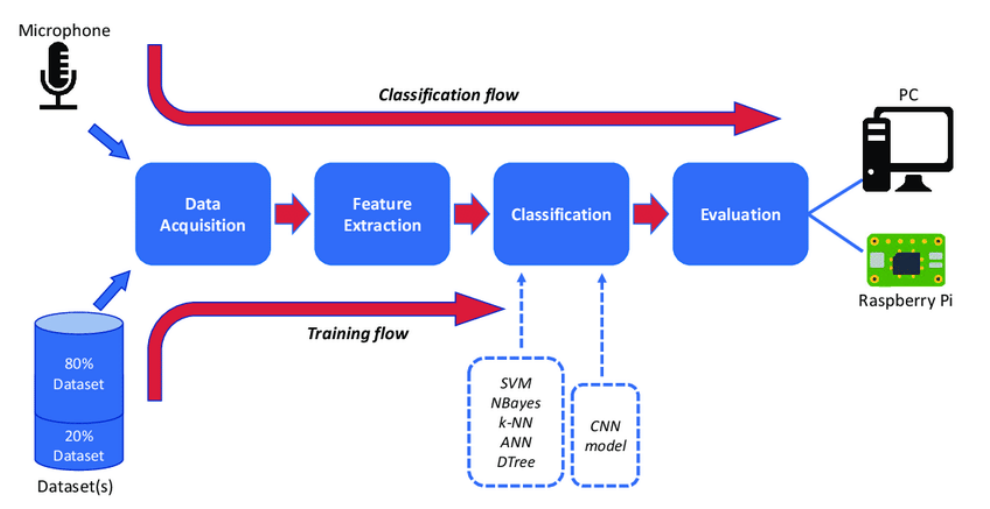 Microphone
Classification flow
PC
Data
Acquisition
Feature
Extraction
Classification
Evaluation
Raspberry Pi
Training flow
80%
Dataset
20%
Dataset
Dataset(s)
SVM
NBayes
k-NN
ANN
DTree
CNN
model